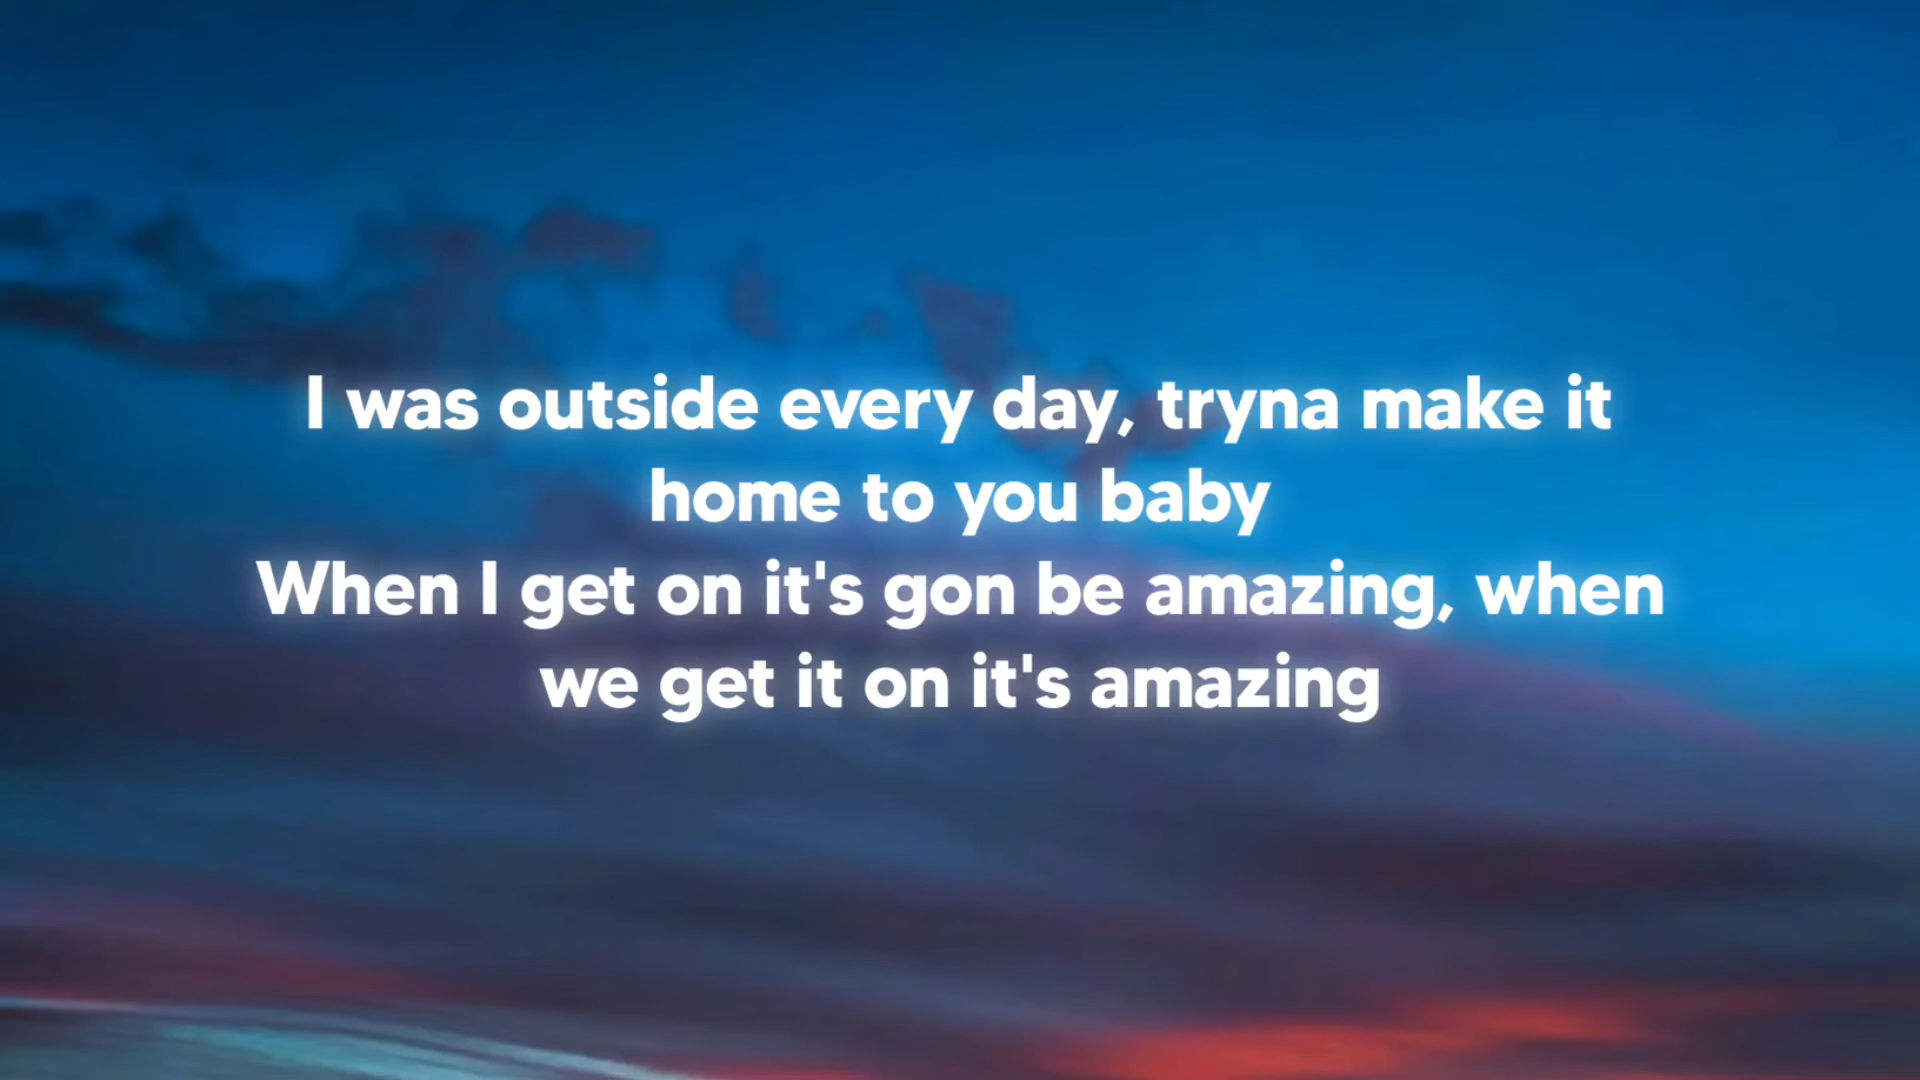 I was outside every day, tryna make it
home to you baby
When I get on it's gon be amazing, when
we get it on it's amazing